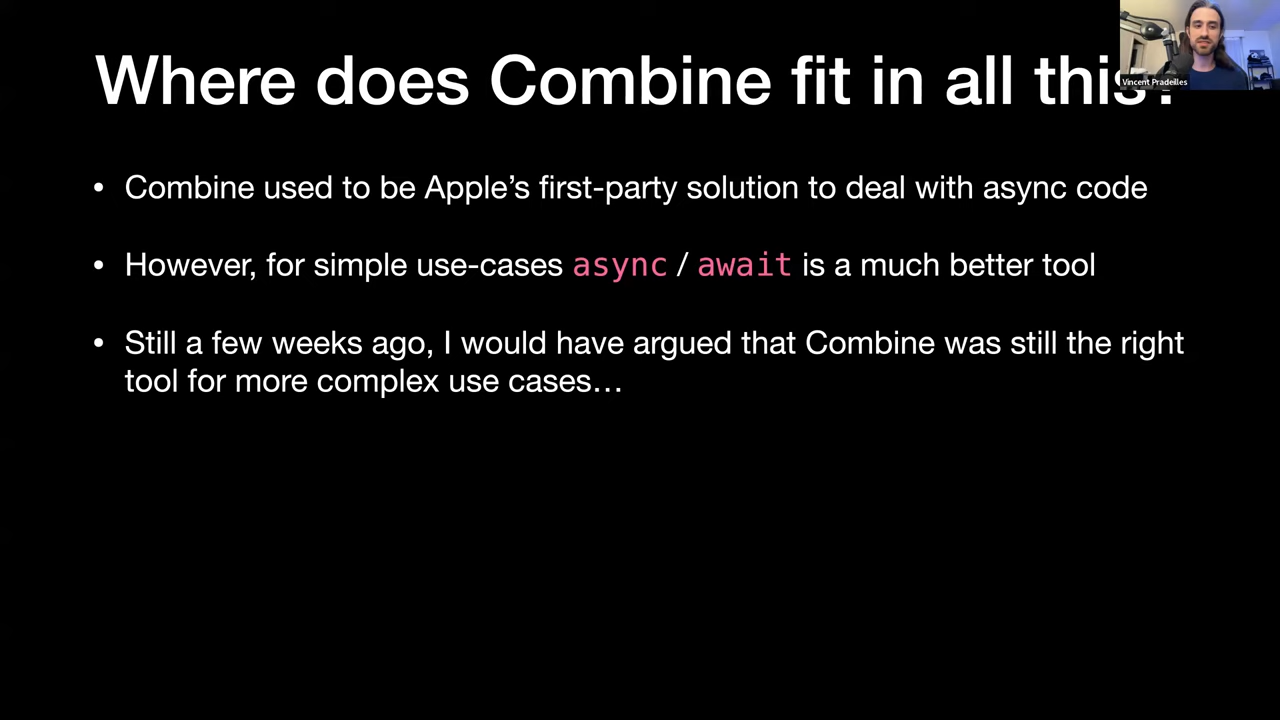 Where does Combine fit in all this?
Vincent Pradeilles
• Combine used to be Apple’s first-party solution to deal with async code
• However, for simple use-cases async / await is a much better tool
• Still a few weeks ago, I would have argued that Combine was still the right
tool for more complex use cases…